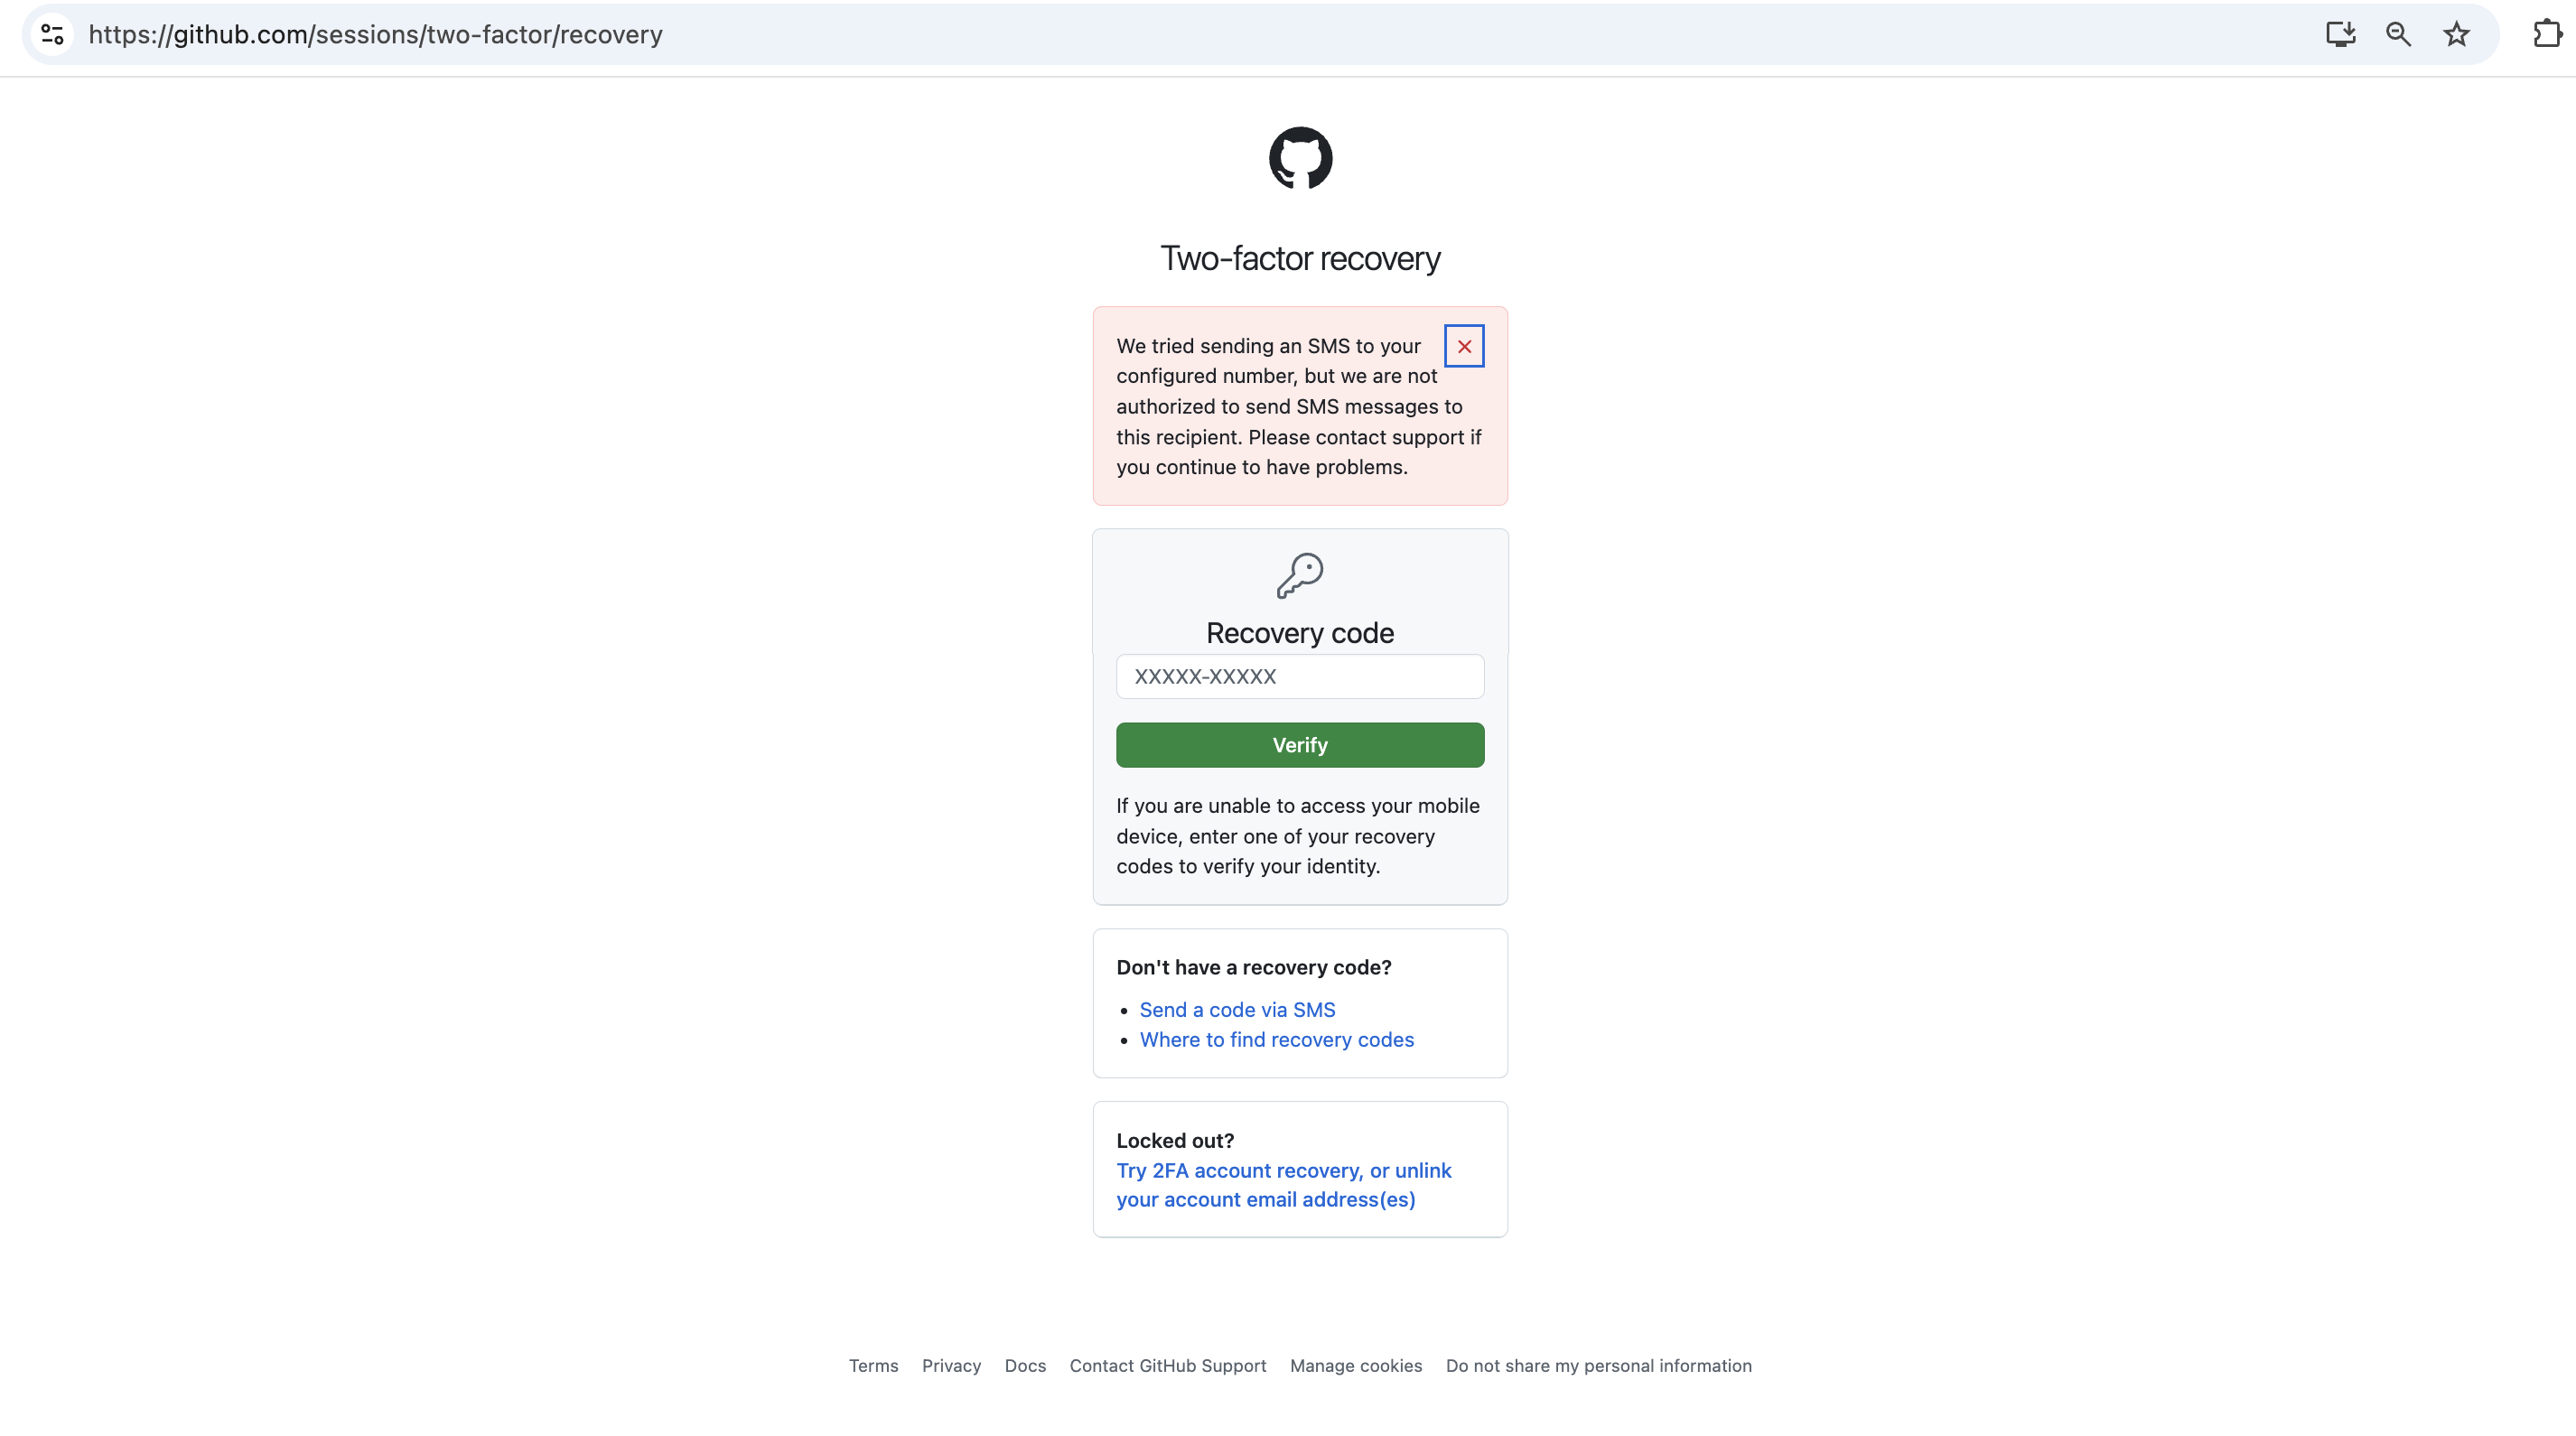 https://github.com/sessions/two-factor/recovery
Two-factor recovery
We tried sending an SMS to your
configured number, but we are not
authorized to send SMS messages to
this recipient. Please contact support if
you continue to have problems.
Recovery code
XXXXX-XXXXX
Verify
If you are unable to access your mobile
device, enter one of your recovery
codes to verify your identity.
Don't have a recovery code?
Send a code via SMS
Where to find recovery codes
Locked out?
Try 2FA account recovery, or unlink
your account email address(es)
Terms Privacy Docs Contact GitHub Support Manage cookies Do not share my personal information